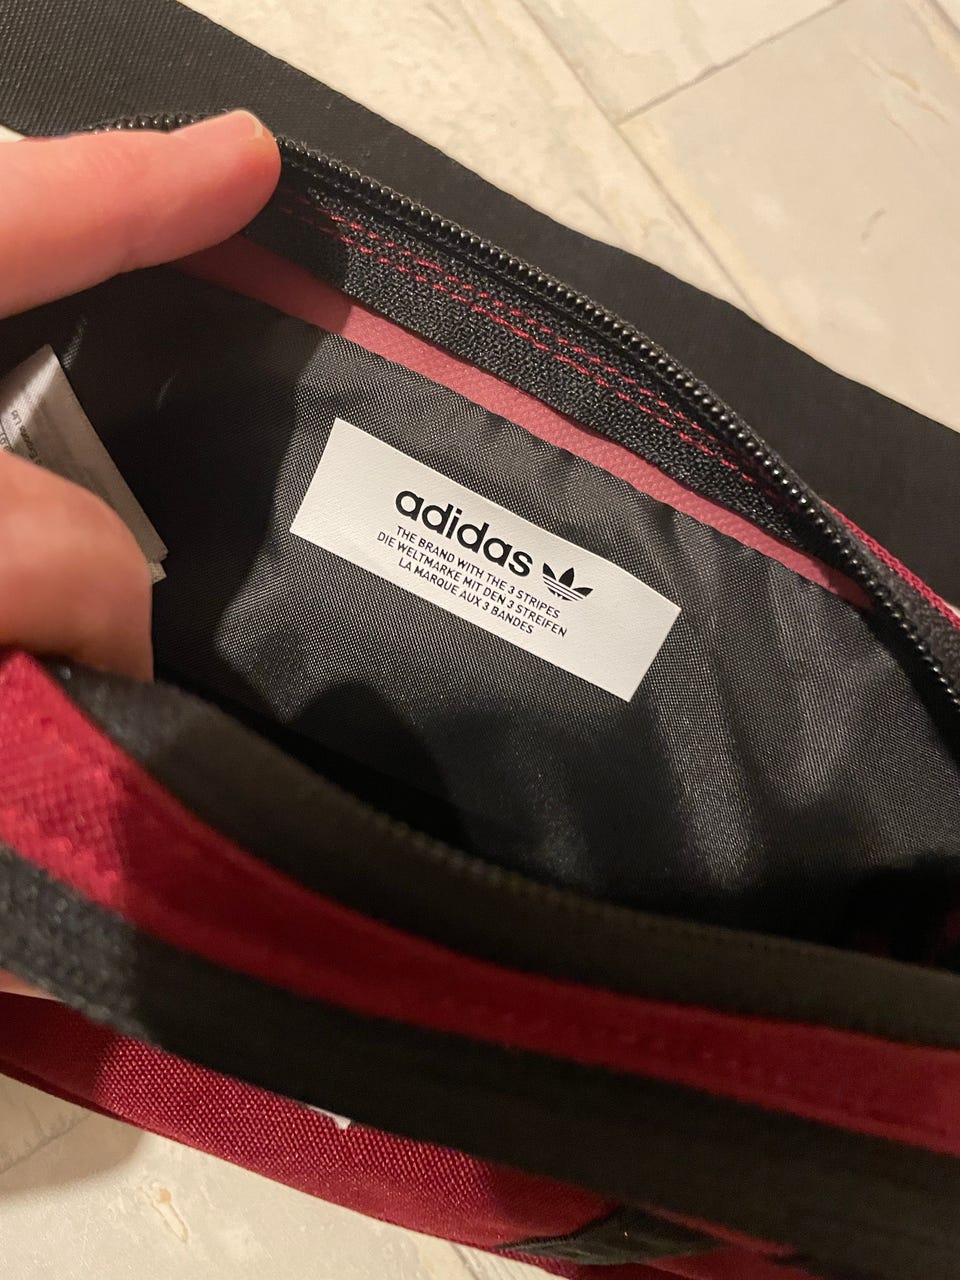 adidas
THE BRAND WITH THE 3 STRIPES
DIE WELTMARKE MIT DEN 3 STREIFEN
LA MARQUE AUX 3 BANDES